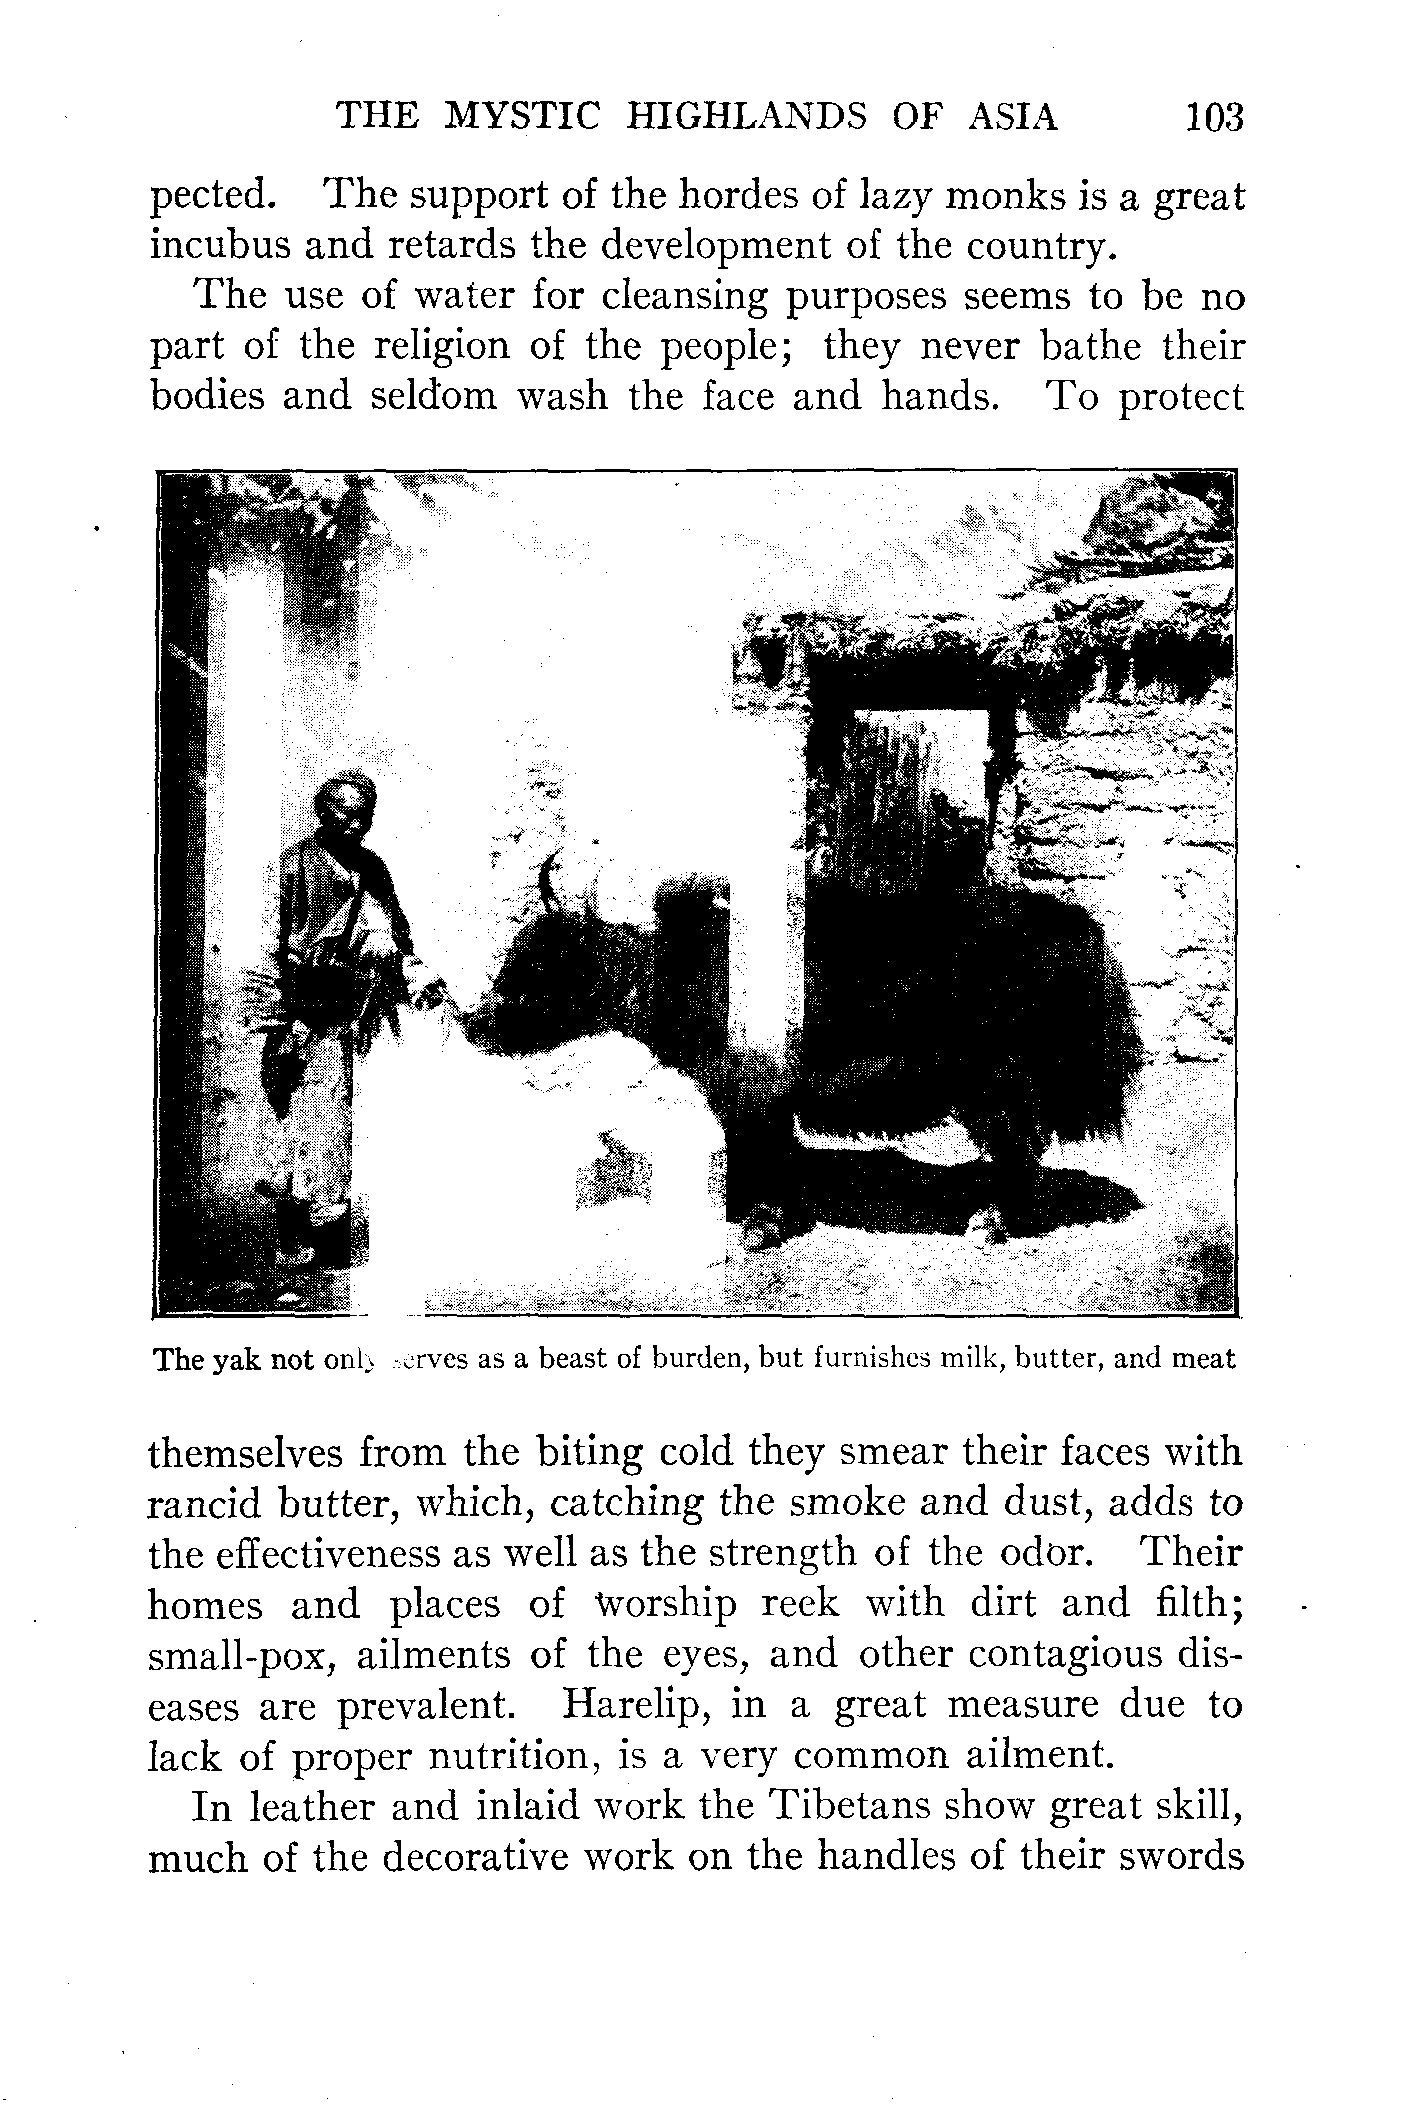 THE MYSTIC HIGHLANDS OF ASIA 103
pected. The support of the hordes of lazy monks is a great
incubus and retards the development of the country.
The use of water for cleansing purposes seems to be no
part of the religion of the people; they never bathe their
bodies and seldom wash the face and hands. To protect
The yak not only serves as a beast of burden, but furnishes milk, butter, and meat
themselves from the biting cold they smear their faces with
rancid butter, which, catching the smoke and dust, adds to
the effectiveness as well as the strength of the odor. Their
homes and places of worship reek with dirt and filth;
small-pox, ailments of the eyes, and other contagious dis-
eases are prevalent. Harelip, in a great measure due to
lack of proper nutrition, is a very common ailment.
In leather and inlaid work the Tibetans show great skill,
much of the decorative work on the handles of their swords